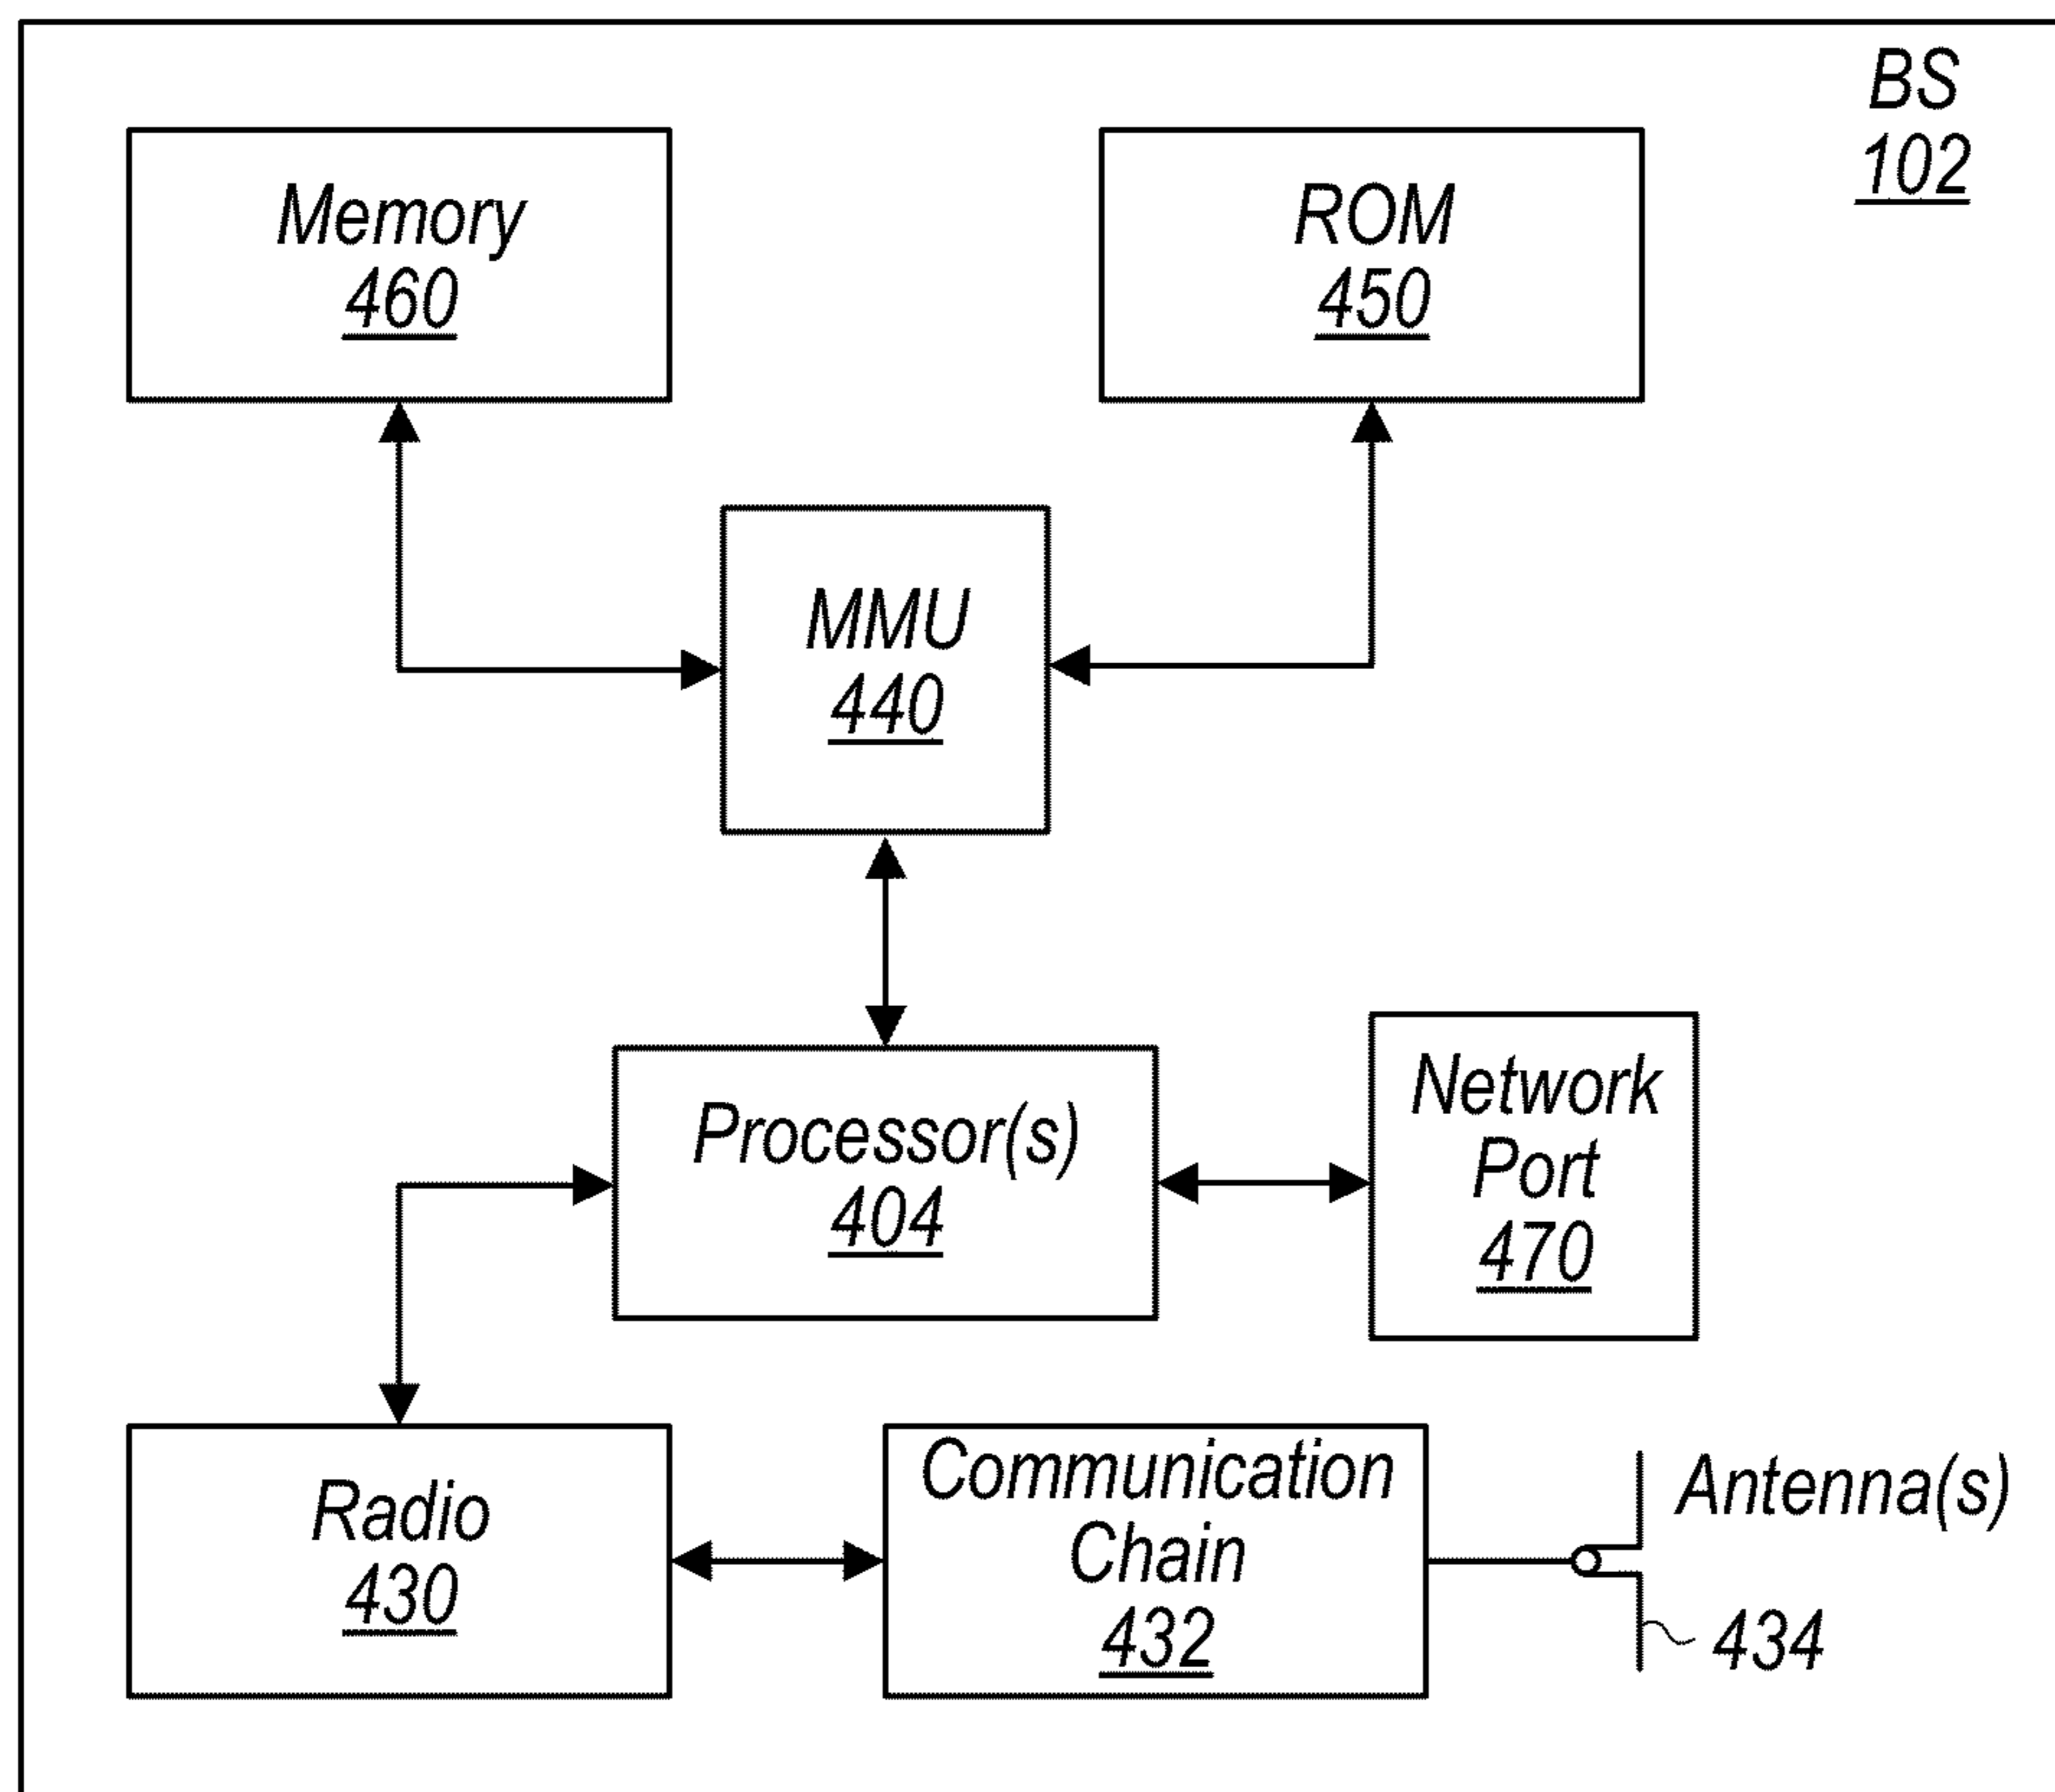 BS
102
Memory
460
ROM
450
MMU
440
Processor(s)
404
Network
Port
470
Radio
430
Communication
Chain
432
Antenna(s)
434